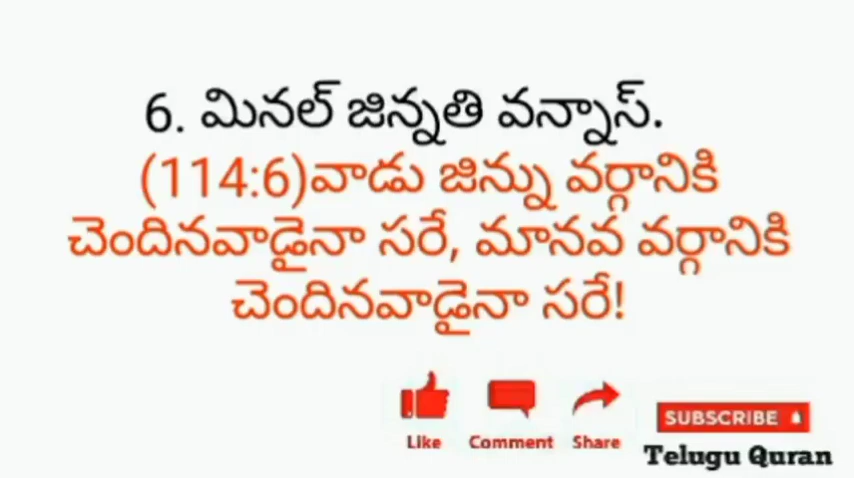 6. మినల్ జిన్నతి వన్నాస్.
(114:6)వాడు జిన్ను వర్గానికి
చెందినవాడైనా సరే, మానవ వర్గానికి
చెందినవాడైనా సరే!
Like Comment Share
SUBSCRIBE
Telugu Quran